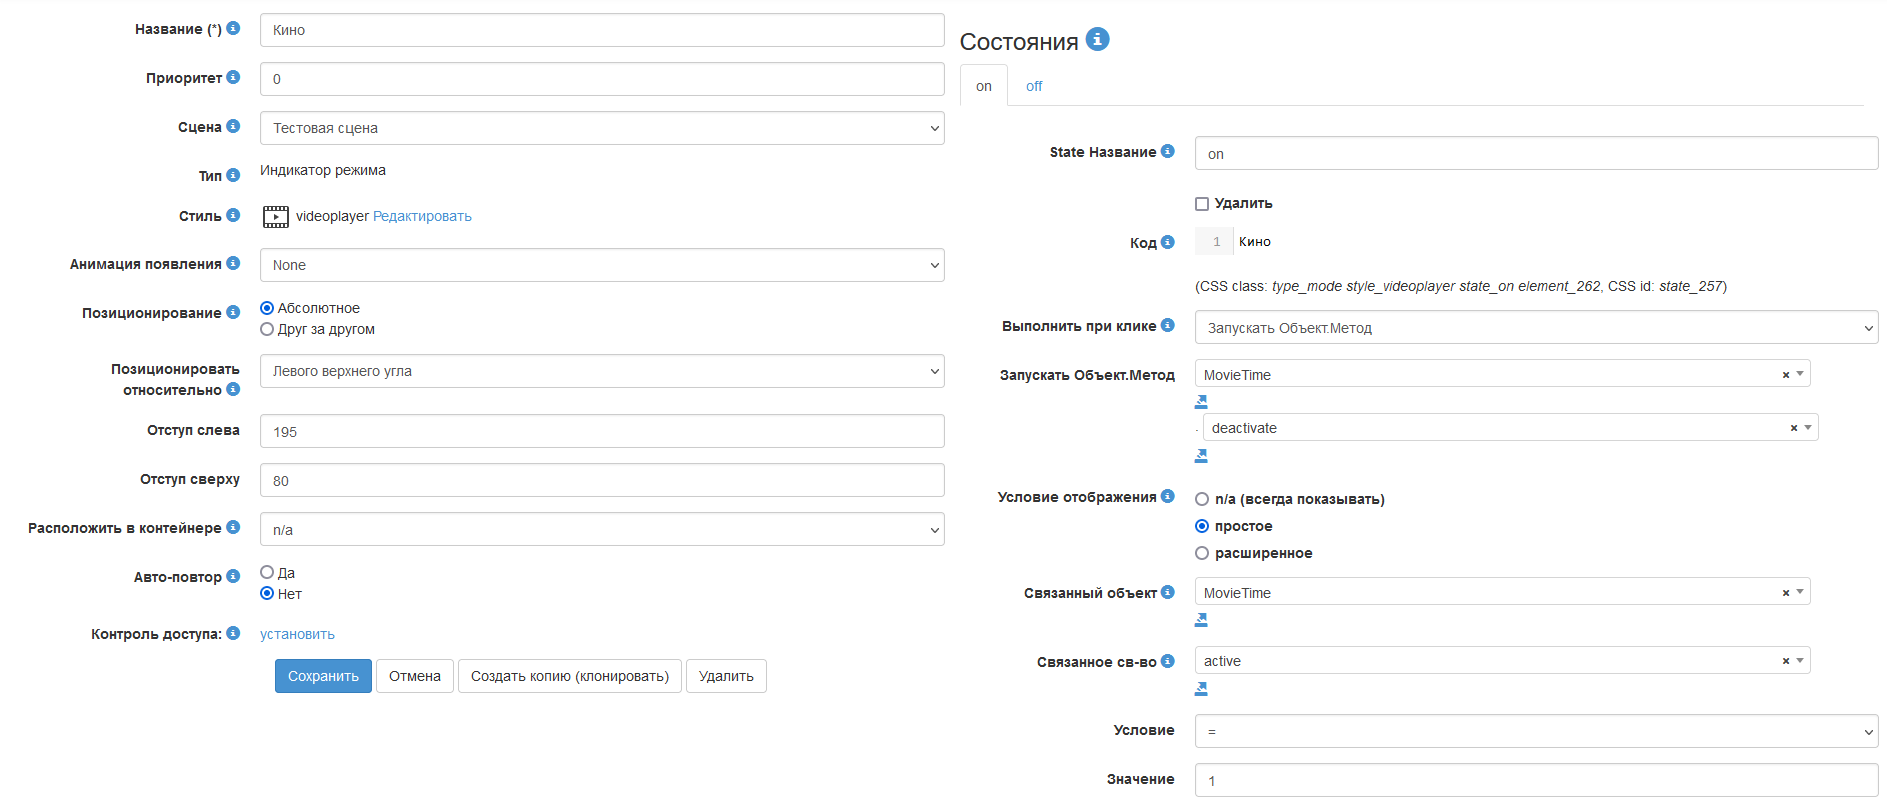 Название (*)
Кино
Приоритет
0
Сцена
Тестовая сцена
Тип
Индикатор режима
Стиль
videoplayer Редактировать
Анимация появления
None
Позиционирование
Абсолютное
Друг за другом
Позиционировать
относительно
Левого верхнего угла
Отступ слева
195
Отступ сверху
80
Расположить в контейнере
n/a
Авто-повтор
Да
Нет
Контроль доступа:
установить
Сохранить Отмена Создать копию (клонировать) Удалить
Состояния
on off
State Название
on
Удалить
Код
1 Кино
(CSS class: type_mode style_videoplayer state_on element_262, CSS id: state_257)
Выполнить при клике
Запускать Объект.Метод
Запускать Объект.Метод
MovieTime ×
. deactivate ×
Условие отображения
n/a (всегда показывать)
простое
расширенное
Связанный объект
MovieTime ×
Связанное св-во
active ×
Условие
=
Значение
1